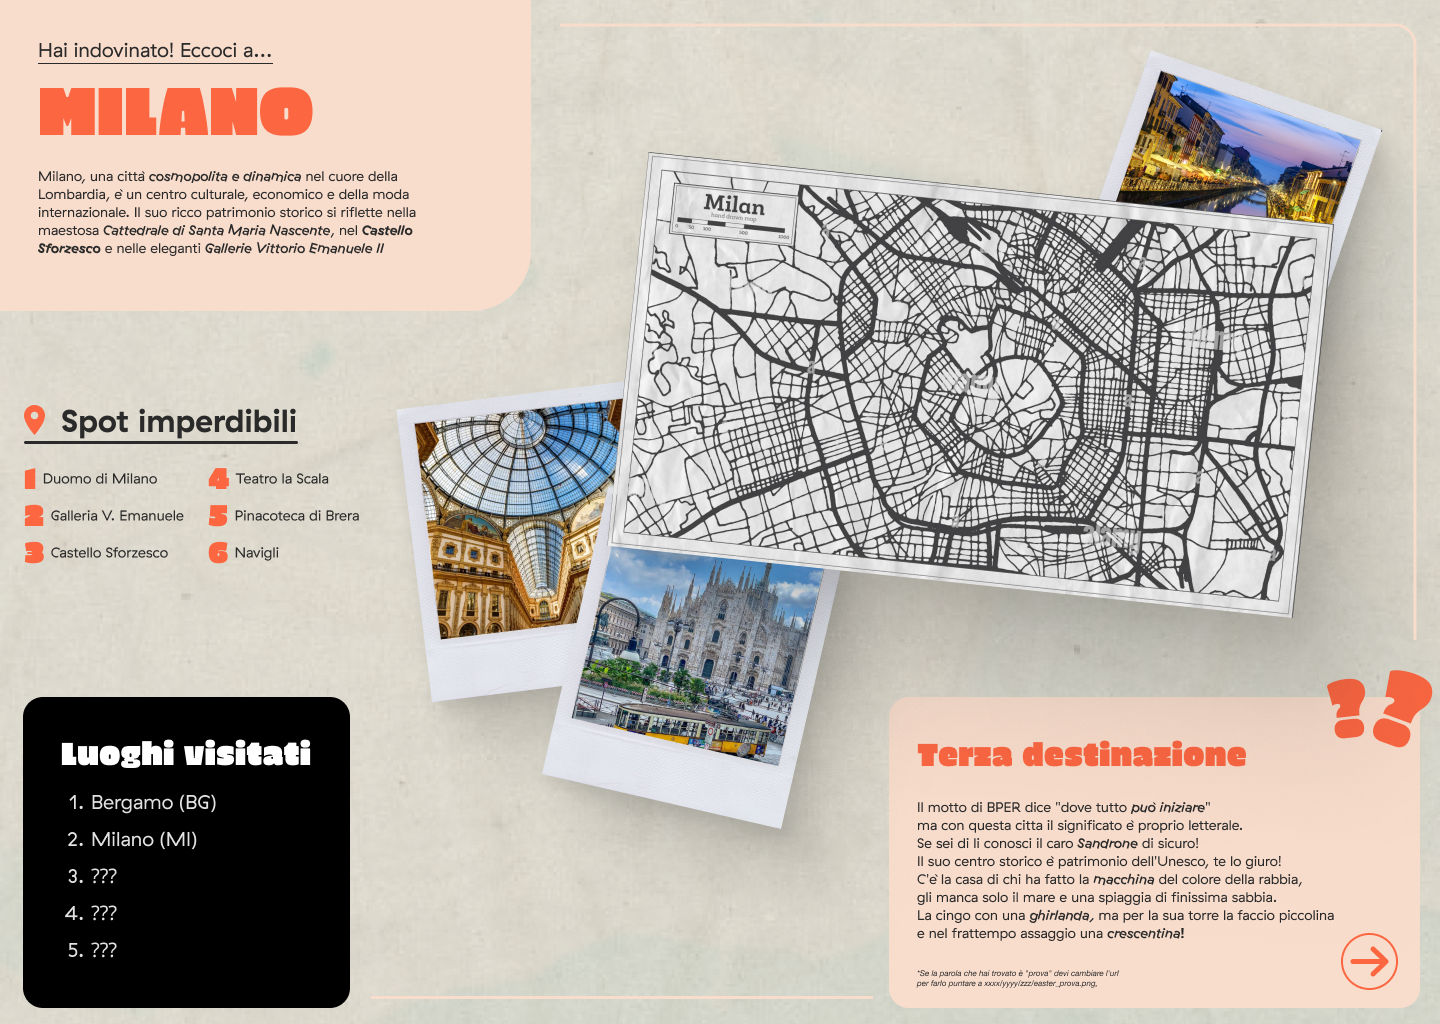 Hai indovinato! Eccoci a...
MILANO
Milano, una città cosmopolita e dinamica nel cuore della
Lombardia, è un centro culturale, economico e della moda
internazionale. Il suo ricco patrimonio storico si riflette nella
maestosa Cattedrale di Santa Maria Nascente, nel Castello
Sforzesco e nelle eleganti Gallerie Vittorio Emanuele II
Milan
hand drawn map
0 50 100 500 1000
Spot imperdibili
1 Duomo di Milano
2 Galleria V. Emanuele
3 Castello Sforzesco
4 Teatro la Scala
5 Pinacoteca di Brera
6 Navigli
Luoghi visitati
1. Bergamo (BG)
2. Milano (MI)
3. ???
4. ???
5. ???
??
Terza destinazione
Il motto di BPER dice "dove tutto può iniziare"
ma con questa citta il significato è proprio letterale.
Se sei di li conosci il caro Sandrone di sicuro!
Il suo centro storico è patrimonio dell'Unesco, te lo giuro!
C'è la casa di chi ha fatto la macchina del colore della rabbia,
gli manca solo il mare e una spiaggia di finissima sabbia.
La cingo con una ghirlanda, ma per la sua torre la faccio piccolina
e nel frattempo assaggio una crescentina!
*Se la parola che hai trovato è "prova" devi cambiare l'url
per farlo puntare a xxxx/yyyy/zzz/easter_prova.png,